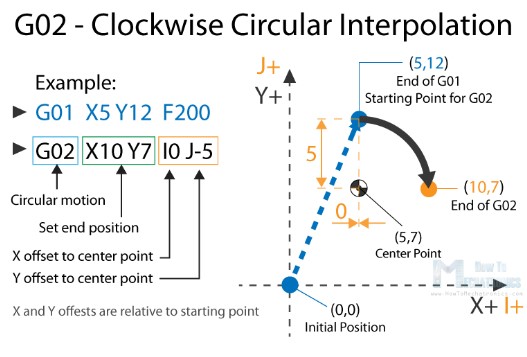 G02 - Clockwise Circular Interpolation
Example:
G01 X5 Y12 F200
G02 X10 Y7 I0 J-5
Circular motion
Set end position
X offset to center point
Y offset to center point
X and Y offests are relative to starting point
J+
Y+
(5,12)
End of G01
Starting Point for G02
5
0
(10,7)
End of G02
(5,7)
Center Point
(0,0)
Initial Position
X+ I+
How To
Mechatronics
www.HowToMechatronics.com